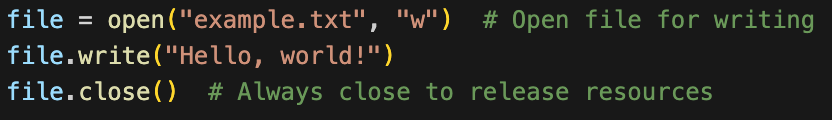 file = open("example.txt", "w")  # Open file for writing
file.write("Hello, world!")
file.close()  # Always close to release resources